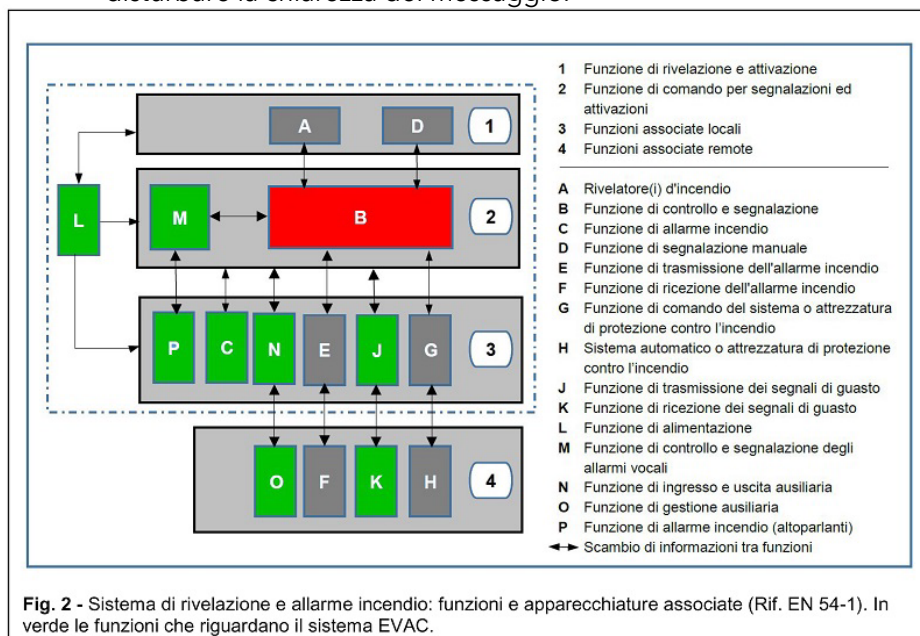 disturbare la chiarezza del messaggio.
A
D
1
L
M
B
2
P
C
N
E
J
G
3
O
F
K
H
4
1 Funzione di rivelazione e attivazione
2 Funzione di comando per segnalazioni ed
attivazioni
3 Funzioni associate locali
4 Funzioni associate remote
A Rivelatore(i) d'incendio
B Funzione di controllo e segnalazione
C Funzione di allarme incendio
D Funzione di segnalazione manuale
E Funzione di trasmissione dell'allarme incendio
F Funzione di ricezione dell'allarme incendio
G Funzione di comando del sistema o attrezzatura
di protezione contro l'incendio
H Sistema automatico o attrezzatura di protezione
contro l'incendio
J Funzione di trasmissione dei segnali di guasto
K Funzione di ricezione dei segnali di guasto
L Funzione di alimentazione
M Funzione di controllo e segnalazione degli
allarmi vocali
N Funzione di ingresso e uscita ausiliaria
O Funzione di gestione ausiliaria
P Funzione di allarme incendio (altoparlanti)
Scambio di informazioni tra funzioni
Fig. 2 - Sistema di rivelazione e allarme incendio: funzioni e apparecchiature associate (Rif. EN 54-1). In
verde le funzioni che riguardano il sistema EVAC.